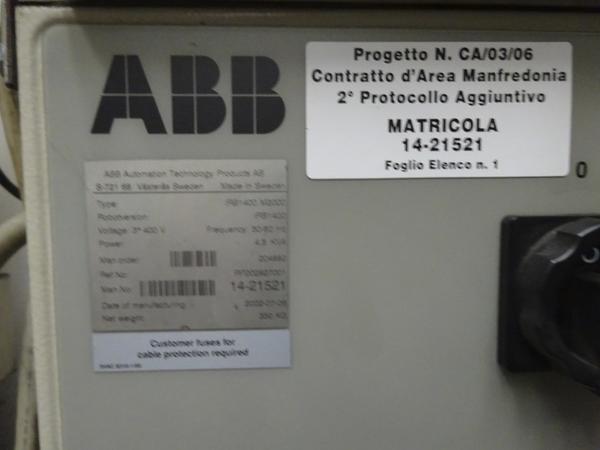 ABB
Progetto N. CA/03/06
Contratto d'Area Manfredonia
2° Protocollo Aggiuntivo
MATRICOLA
14-21521
Foglio Elenco n. 1
0
ABB Automation Technology Products AB
S-721 68 Västerås Sweden Made in Sweden
Type: IRB1400 M2000
Robotversion: IRB1400
Voltage: 3* 400 V Frequency: 50-60 Hz
Power: 4.5 KVA
Man order:
Ref No:
Man No: 14-21521
Date of manufacturing:
Net weight: 350 KG
Customer fuses for
cable protection required